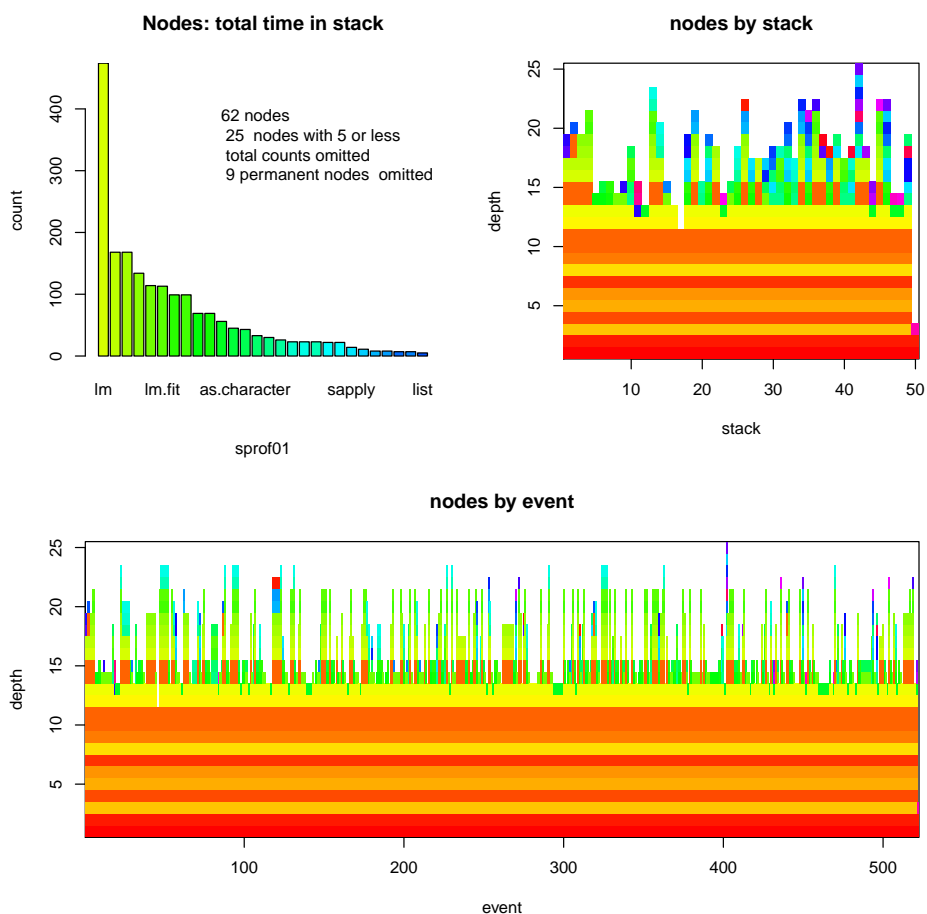 Nodes: total time in stack
count
0
100
200
300
400
62 nodes
25 nodes with 5 or less
total counts omitted
9 permanent nodes omitted
lm
lm.fit
as.character
sapply
list
sprof01
nodes by stack
depth
5
10
15
20
25
10
20
30
40
50
stack
nodes by event
depth
5
10
15
20
25
100
200
300
400
500
event